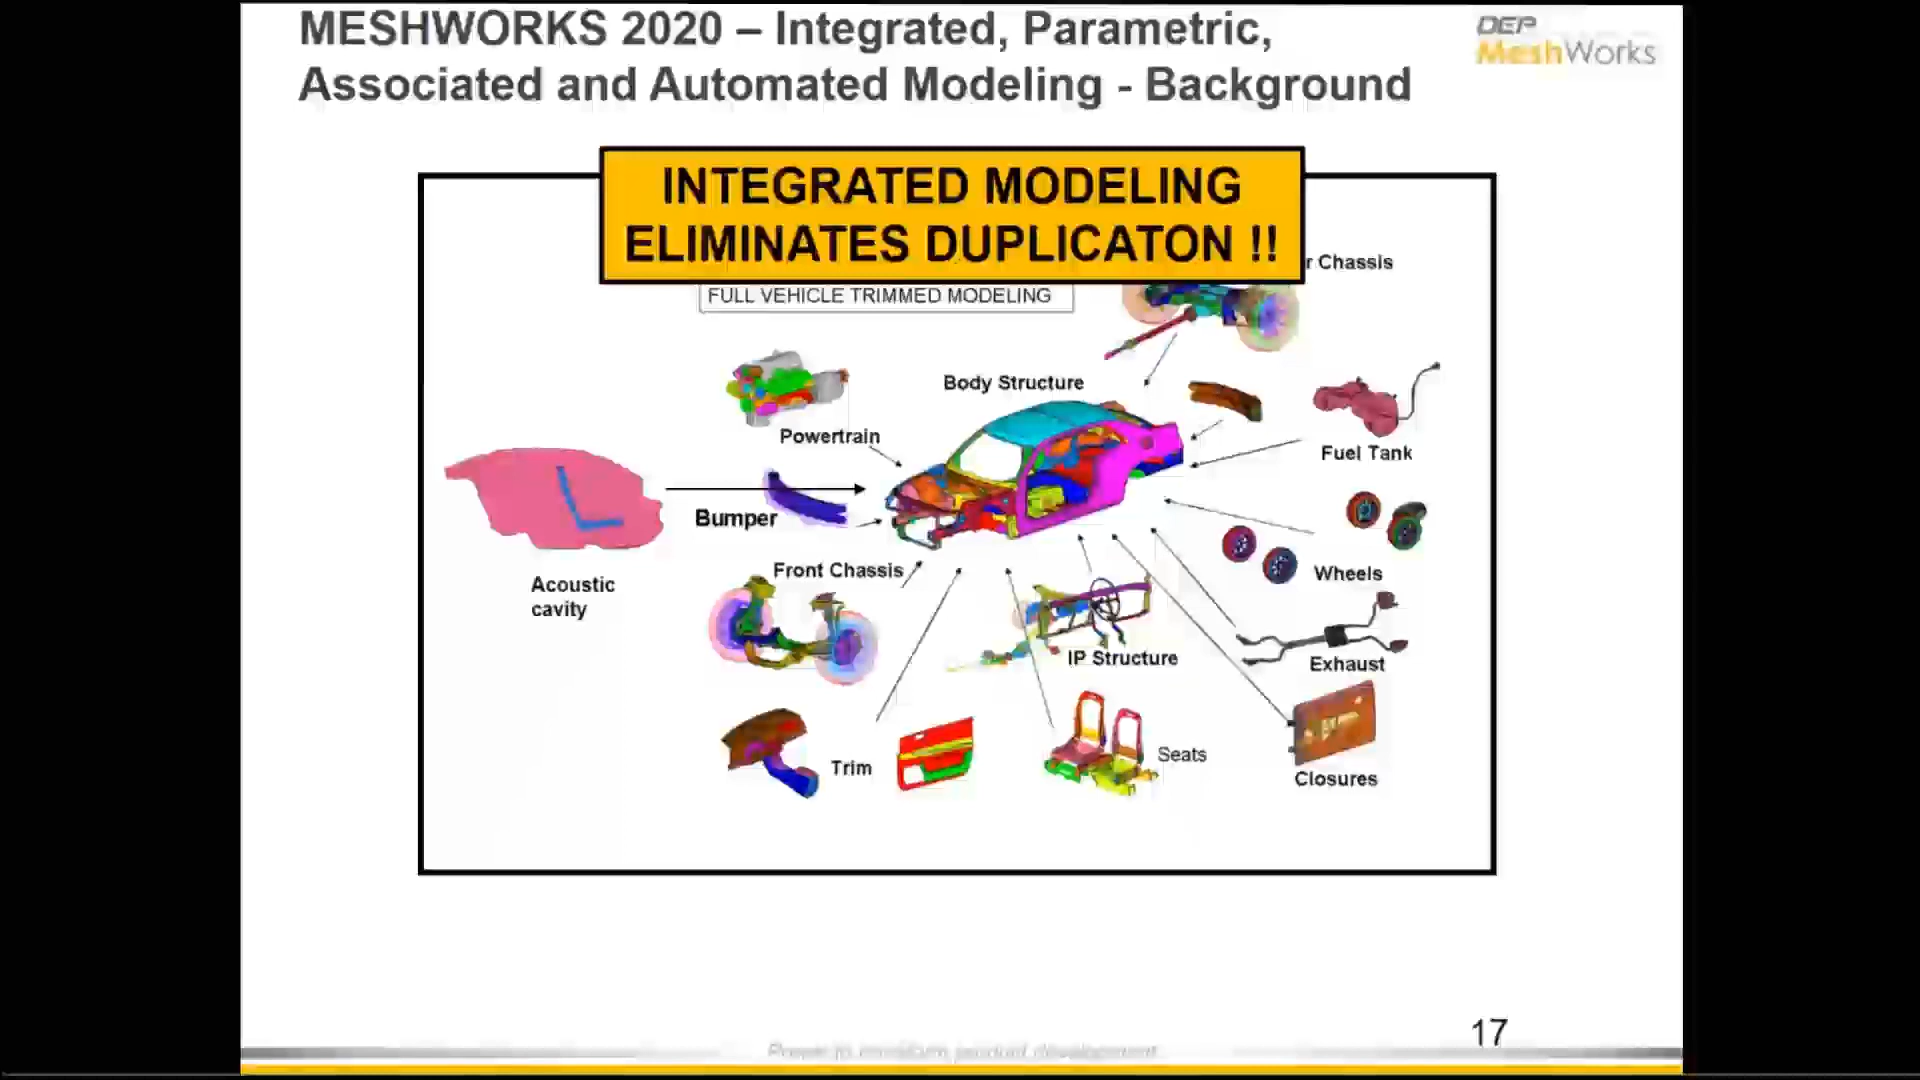 MESHWORKS 2020 – Integrated, Parametric,
Associated and Automated Modeling - Background
DEP
MeshWorks
INTEGRATED MODELING
ELIMINATES DUPLICATON !!
r Chassis
FULL VEHICLE TRIMMED MODELING
Body Structure
Powertrain
Fuel Tank
Bumper
Front Chassis
Wheels
Acoustic
cavity
IP Structure
Exhaust
Seats
Trim
Closures
17